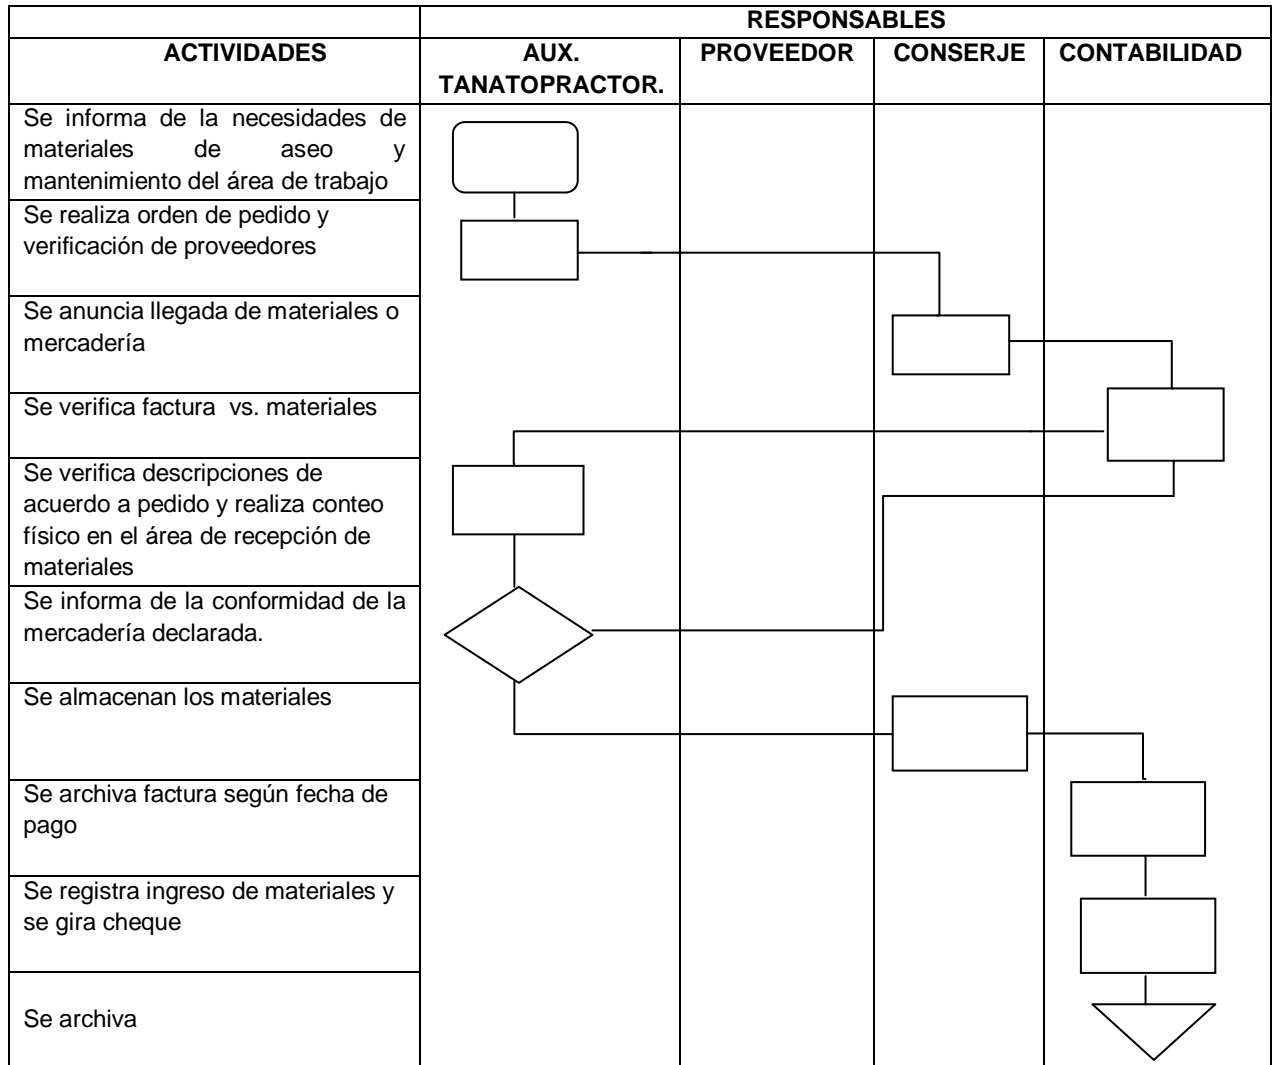 RESPONSABLES
ACTIVIDADES
AUX.
TANATOPRACTOR.
PROVEEDOR
CONSERJE
CONTABILIDAD
Se informa de la necesidades de
materiales de aseo y
mantenimiento del área de trabajo
Se realiza orden de pedido y
verificación de proveedores
Se anuncia llegada de materiales o
mercadería
Se verifica factura vs. materiales
Se verifica descripciones de
acuerdo a pedido y realiza conteo
físico en el área de recepción de
materiales
Se informa de la conformidad de la
mercadería declarada.
Se almacenan los materiales
Se archiva factura según fecha de
pago
Se registra ingreso de materiales y
se gira cheque
Se archiva